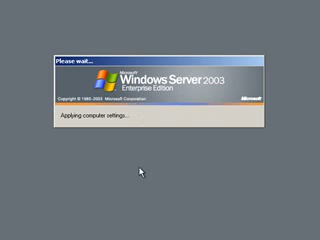 Please wait...
Microsoft
Windows Server 2003
Enterprise Edition
Copyright © 1985-2003 Microsoft Corporation
Microsoft
Applying computer settings...